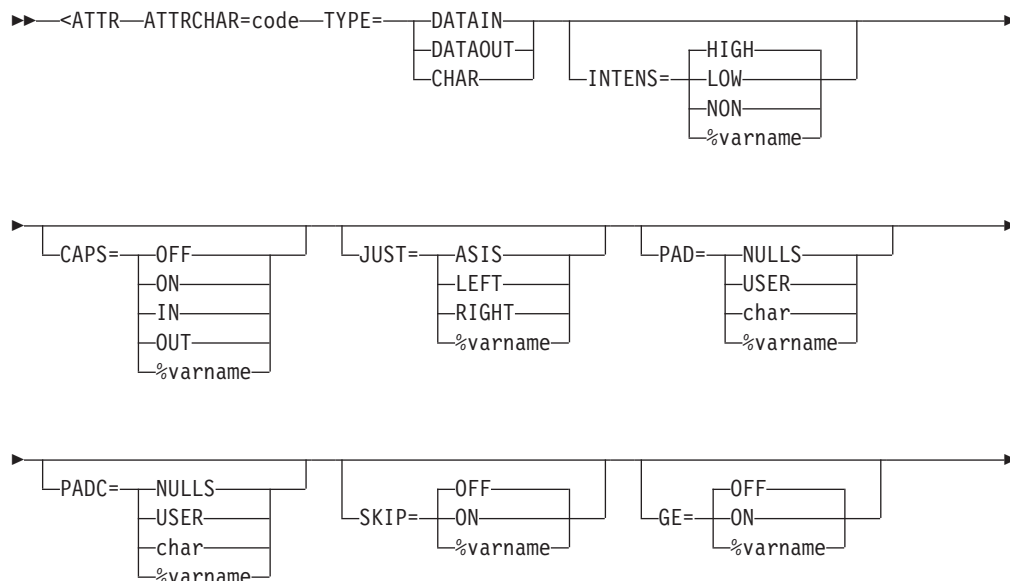 <ATTR ATTRCHAR=code TYPE= DATAIN
DATAOUT
CHAR
INTENS= HIGH
LOW
NON
%varname
CAPS= OFF
ON
IN
OUT
%varname
JUST= ASIS
LEFT
RIGHT
%varname
PAD= NULLS
USER
char
%varname
PADC= NULLS
USER
char
%varname
SKIP= OFF
ON
%varname
GE= OFF
ON
%varname